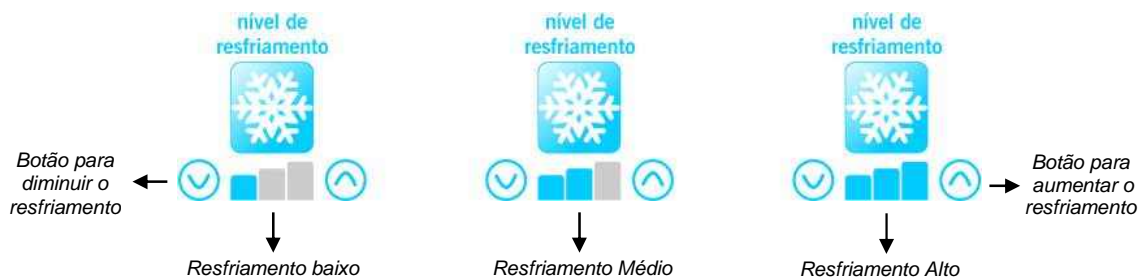 nível de
resfriamento
nível de
resfriamento
nível de
resfriamento
Botão para
diminuir o
resfriamento
Botão para
aumentar o
resfriamento
Resfriamento baixo
Resfriamento Médio
Resfriamento Alto